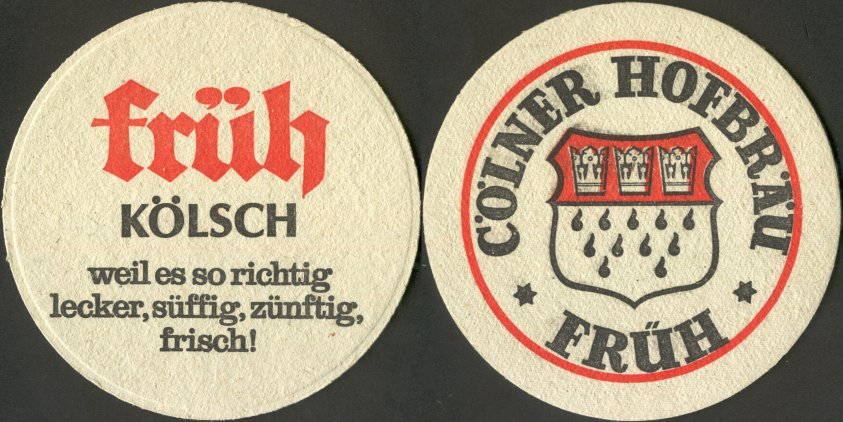 früh
KÖLSCH
weil es so richtig
lecker, süffig, zünftig,
frisch!
CÖLNER HOFBRÄU
★ FRÜH ★